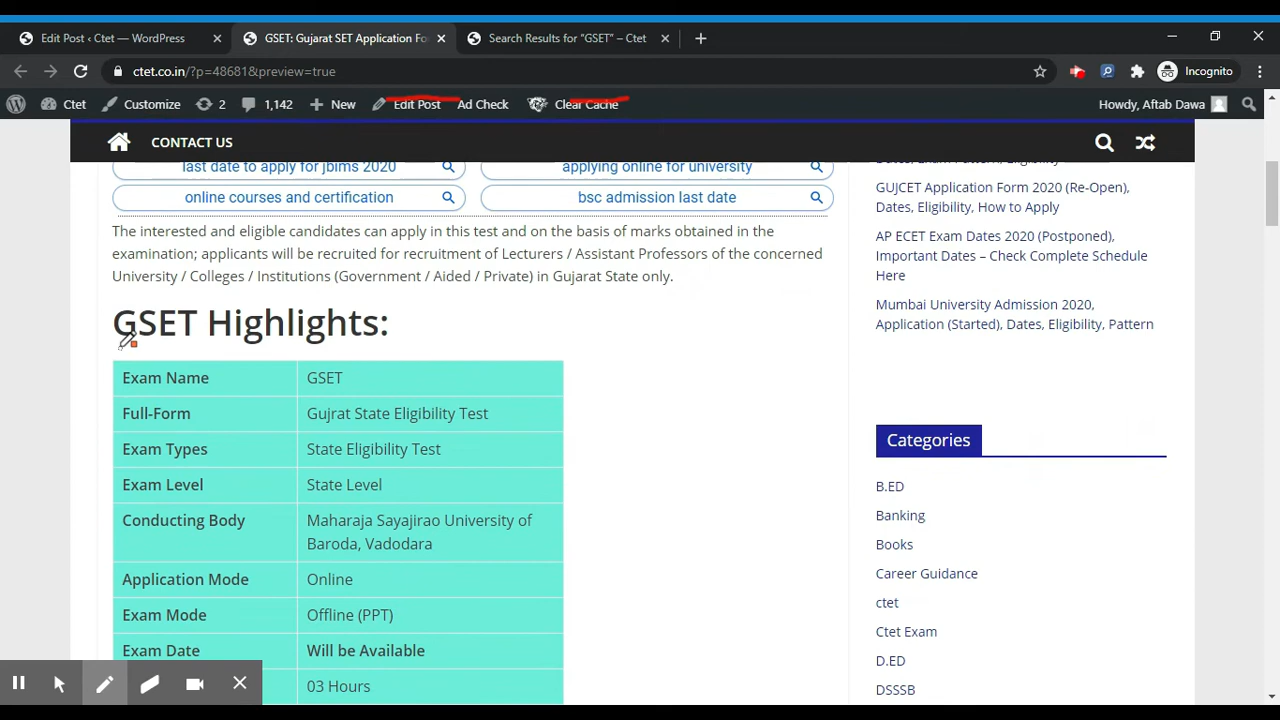 Edit Post ‹ Ctet — WordPress
GSET: Gujarat SET Application Fo
Search Results for “GSET” – Ctet
ctet.co.in/?p=48681&preview=true
Incognito
Ctet
Customize
2
1,142
New
Edit Post
Ad Check
Clear Cache
Howdy, Aftab Dawa
CONTACT US
last date to apply for jbims 2020
applying online for university
online courses and certification
bsc admission last date
The interested and eligible candidates can apply in this test and on the basis of marks obtained in the
examination; applicants will be recruited for recruitment of Lecturers / Assistant Professors of the concerned
University / Colleges / Institutions (Government / Aided / Private) in Gujarat State only.
GSET Highlights:
Exam Name GSET
Full-Form Gujrat State Eligibility Test
Exam Types State Eligibility Test
Exam Level State Level
Conducting Body Maharaja Sayajirao University of
Baroda, Vadodara
Application Mode Online
Exam Mode Offline (PPT)
Exam Date Will be Available
03 Hours
Dates, Exam Pattern, Eligibility
GUJCET Application Form 2020 (Re-Open),
Dates, Eligibility, How to Apply
AP ECET Exam Dates 2020 (Postponed),
Important Dates – Check Complete Schedule
Here
Mumbai University Admission 2020,
Application (Started), Dates, Eligibility, Pattern
Categories
B.ED
Banking
Books
Career Guidance
ctet
Ctet Exam
D.ED
DSSSB